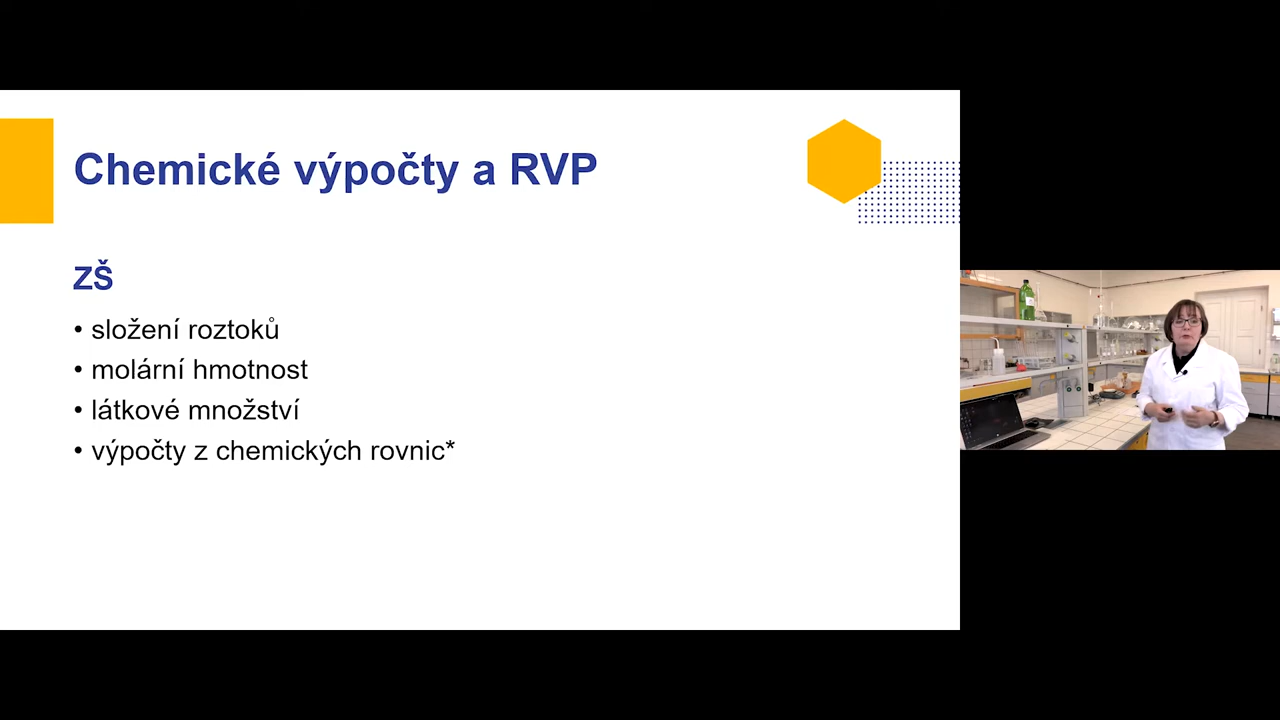 Chemické výpočty a RVP
ZŠ
• složení roztoků
• molární hmotnost
• látkové množství
• výpočty z chemických rovnic*